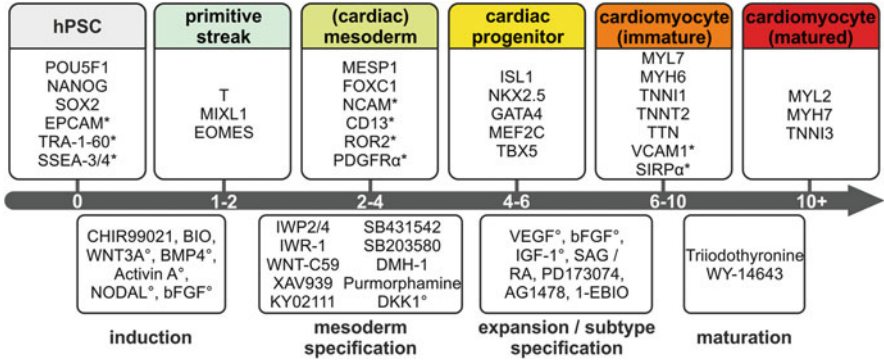 hPSC
POU5F1
NANOG
SOX2
EPCAM*
TRA-1-60*
SSEA-3/4*
primitive
streak
T
MIXL1
EOMES
(cardiac)
mesoderm
MESP1
FOXC1
NCAM*
CD13*
ROR2*
PDGFRα*
cardiac
progenitor
ISL1
NKX2.5
GATA4
MEF2C
TBX5
cardiomyocyte
(immature)
MYL7
MYH6
TNNI1
TNNT2
TTN
VCAM1*
SIRPα*
cardiomyocyte
(matured)
MYL2
MYH7
TNNI3
0
1-2
2-4
4-6
6-10
10+
CHIR99021, BIO,
WNT3A°, BMP4°,
Activin A°,
NODAL°, bFGF°
induction
IWP2/4
IWR-1
WNT-C59
XAV939
KY02111
SB431542
SB203580
DMH-1
Purmorphamine
DKK1°
mesoderm
specification
VEGF°, bFGF°,
IGF-1°, SAG /
RA, PD173074,
AG1478, 1-EBIO
expansion / subtype
specification
Triiodothyronine
WY-14643
maturation